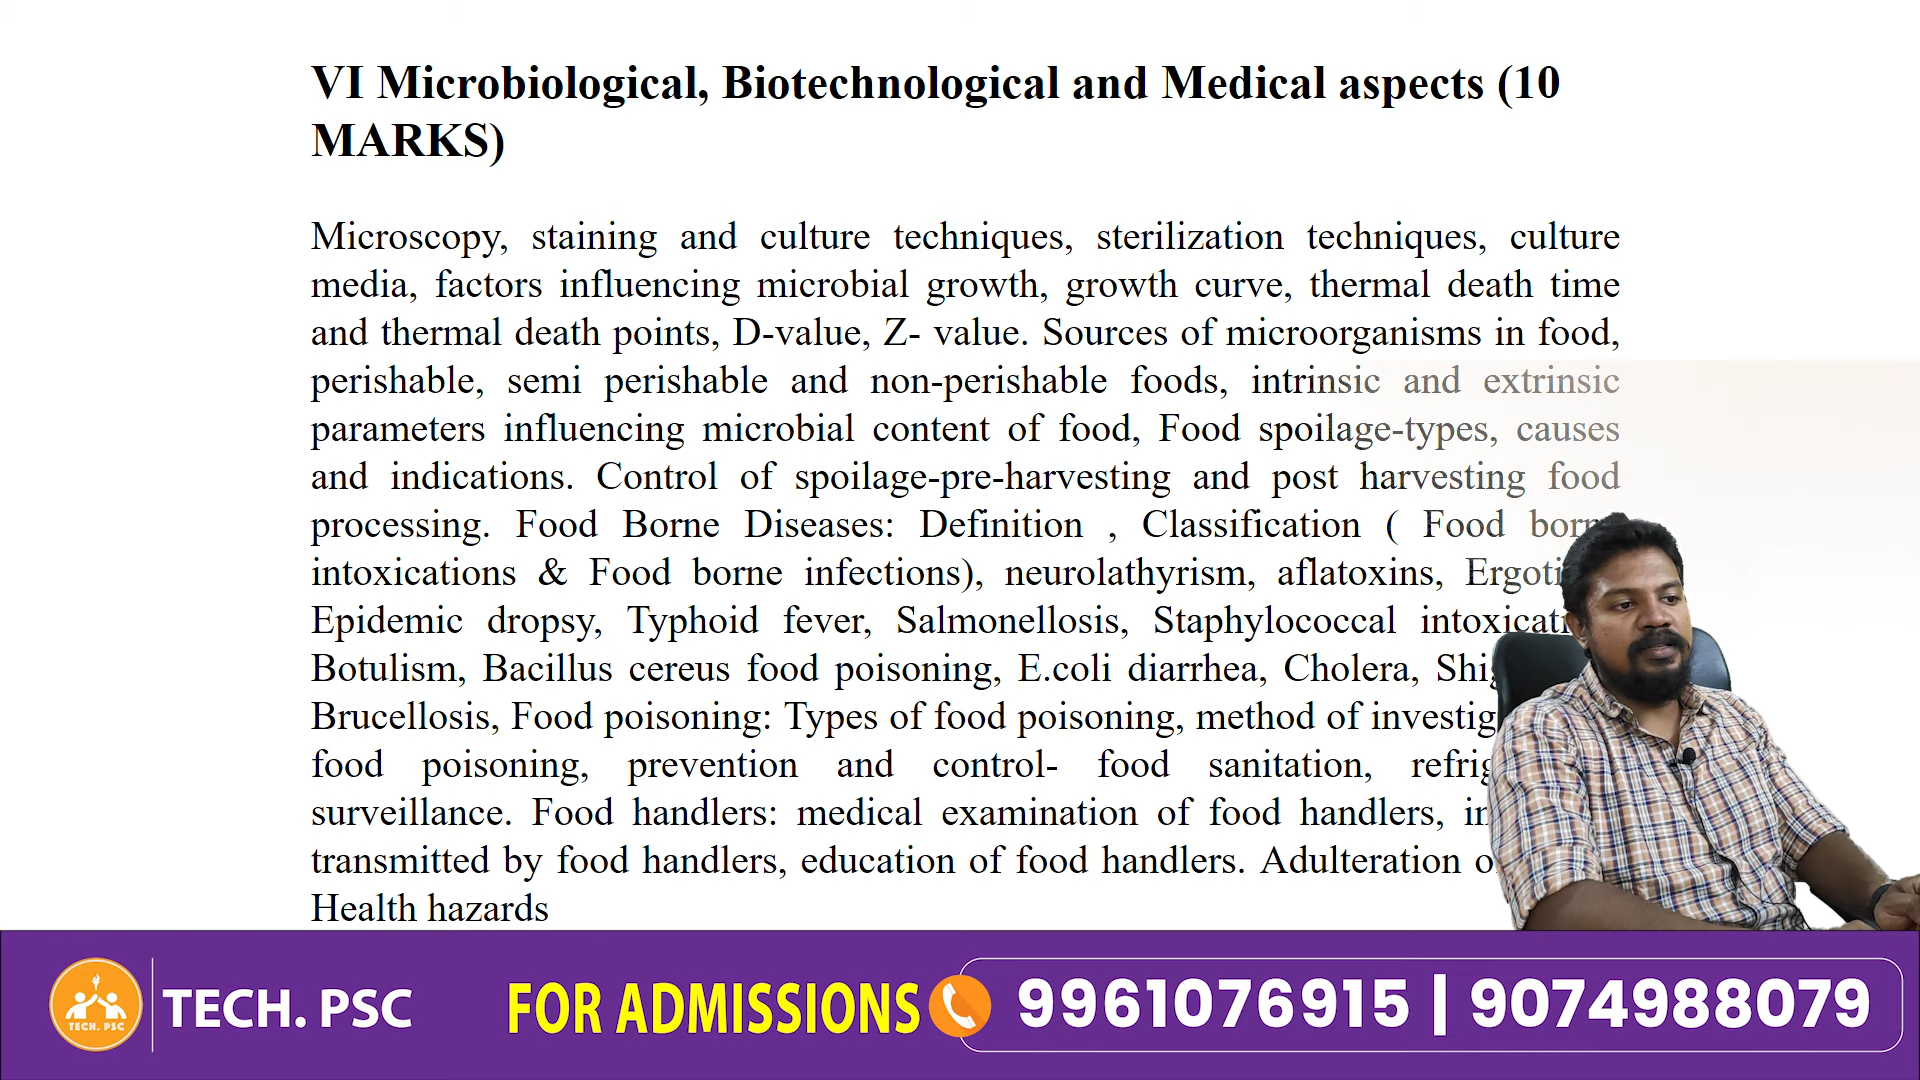 VI Microbiological, Biotechnological and Medical aspects (10
MARKS)
Microscopy, staining and culture techniques, sterilization techniques, culture
media, factors influencing microbial growth, growth curve, thermal death time
and thermal death points, D-value, Z- value. Sources of microorganisms in food,
perishable, semi perishable and non-perishable foods, intrinsic and extrinsic
parameters influencing microbial content of food, Food spoilage-types, causes
and indications. Control of spoilage-pre-harvesting and post harvesting food
processing. Food Borne Diseases: Definition , Classification ( Food
intoxications & Food borne infections), neurolathyrism, aflatoxins,
Epidemic dropsy, Typhoid fever, Salmonellosis, Staphylococcal
Botulism, Bacillus cereus food poisoning, E.coli diarrhea, Cholera,
Brucellosis, Food poisoning: Types of food poisoning, method of
food poisoning, prevention and control- food sanitation,
surveillance. Food handlers: medical examination of food handlers,
transmitted by food handlers, education of food handlers. Adulteration
Health hazards
TECH. PSC
TECH. PSC
FOR ADMISSIONS
9961076915 | 9074988079